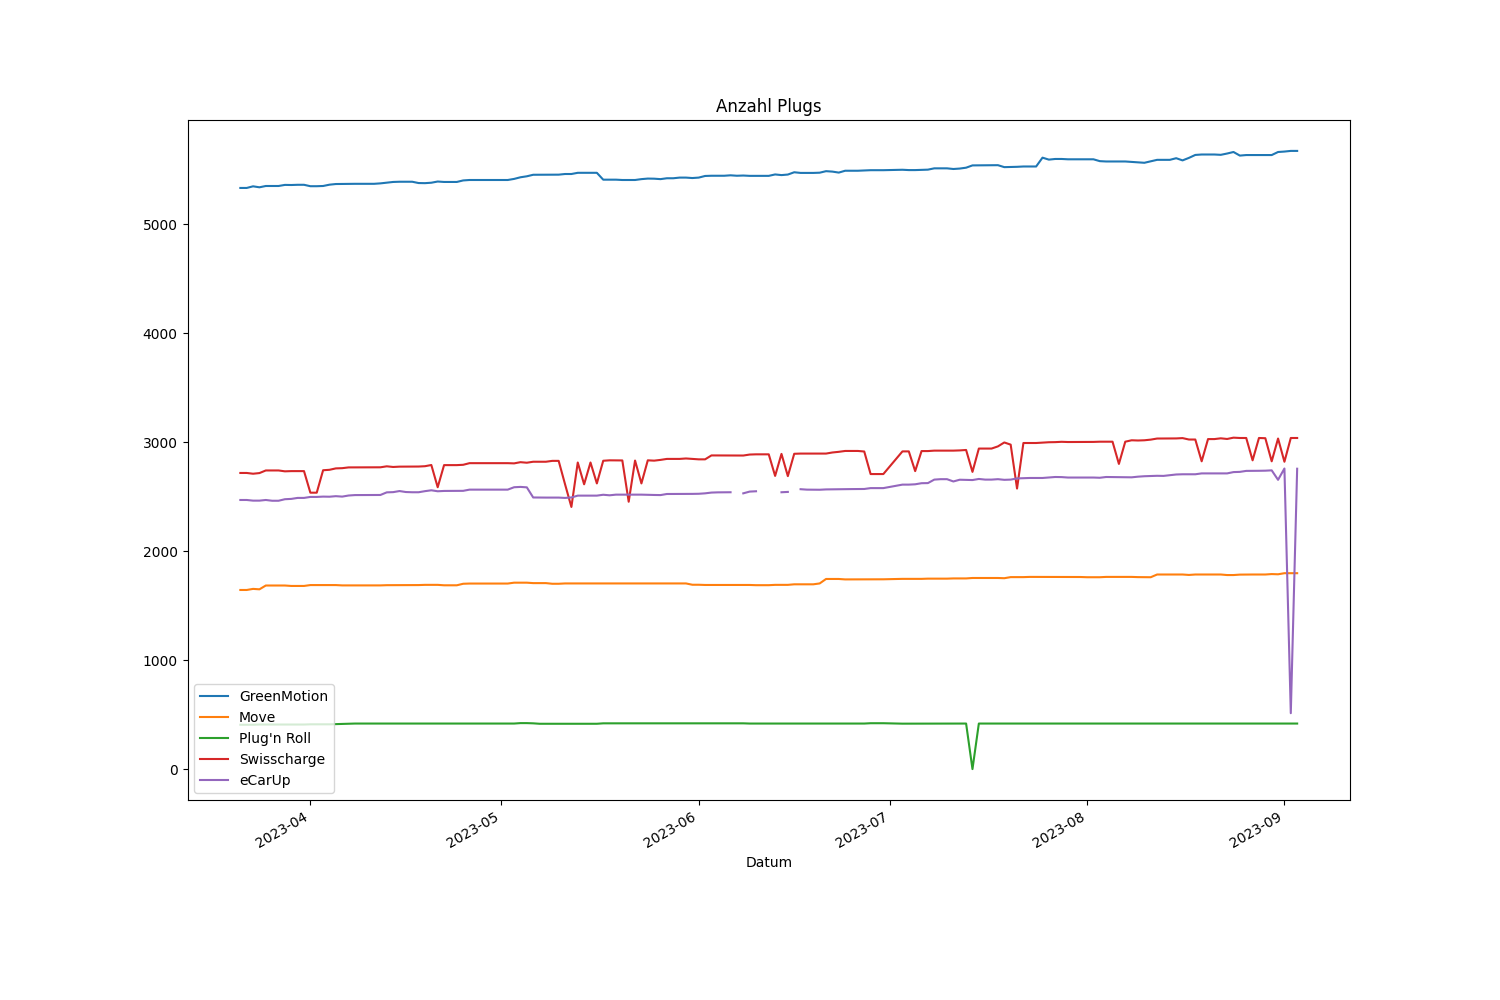 Anzahl Plugs
5000
4000
3000
2000
1000
0
GreenMotion
Move
Plug'n Roll
Swisscharge
eCarUp
2023-04
2023-05
2023-06
2023-07
2023-08
2023-09
Datum